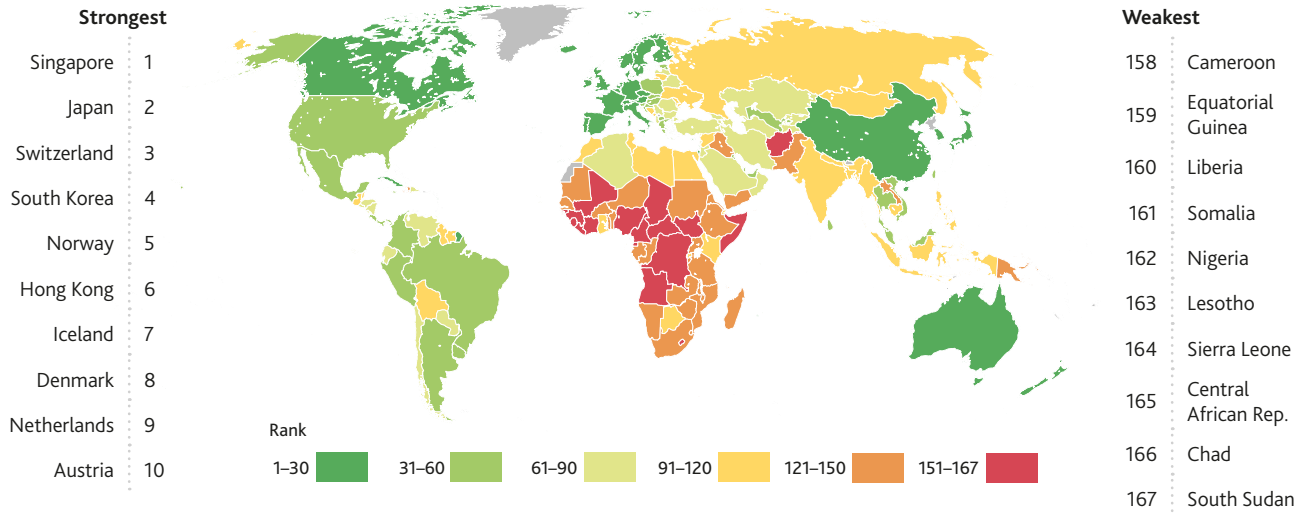 Strongest
Singapore 1
Japan 2
Switzerland 3
South Korea 4
Norway 5
Hong Kong 6
Iceland 7
Denmark 8
Netherlands 9
Austria 10
Rank
1–30
31–60
61–90
91–120
121–150
151–167
Weakest
158 Cameroon
159 Equatorial
Guinea
160 Liberia
161 Somalia
162 Nigeria
163 Lesotho
164 Sierra Leone
165 Central
African Rep.
166 Chad
167 South Sudan